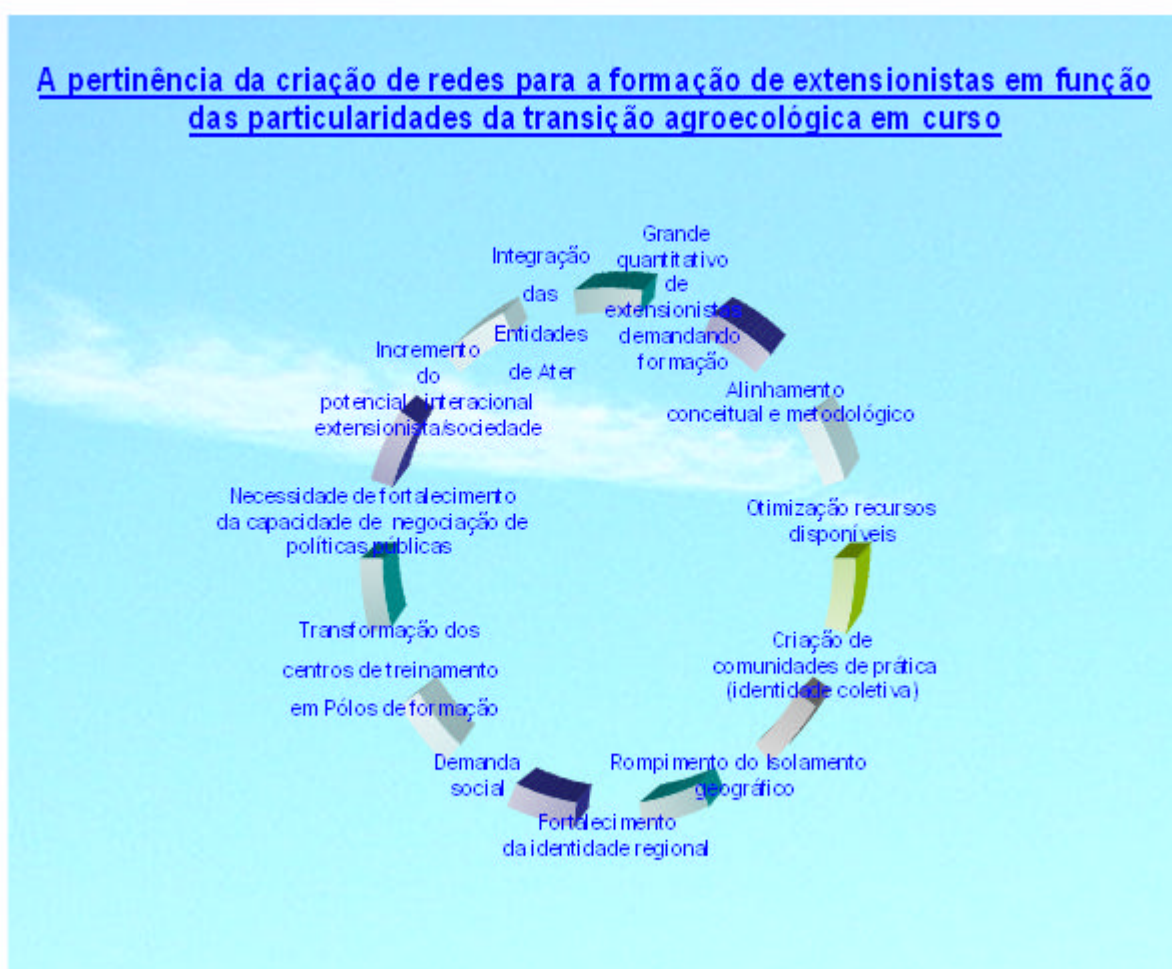 A pertinência da criação de redes para a formação de extensionistas em função
das particularidades da transição agroecológica em curso
Grande
quantitativo
de
extensionistas
demandando
formação
Alinhamento
conceitual e metodológico
Otimização recursos
disponíveis
Criação de
comunidades de prática
(identidade coletiva)
Rompimento do Isolamento
geográfico
Fortalecimento
da identidade regional
Demanda
social
Transformação dos
centros de treinamento
em Pólos de formação
Necessidade de fortalecimento
da capacidade de negociação de
políticas públicas
Incremento
do
potencial interacional
extensionista/sociedade
Integração
das
Entidades
de Ater